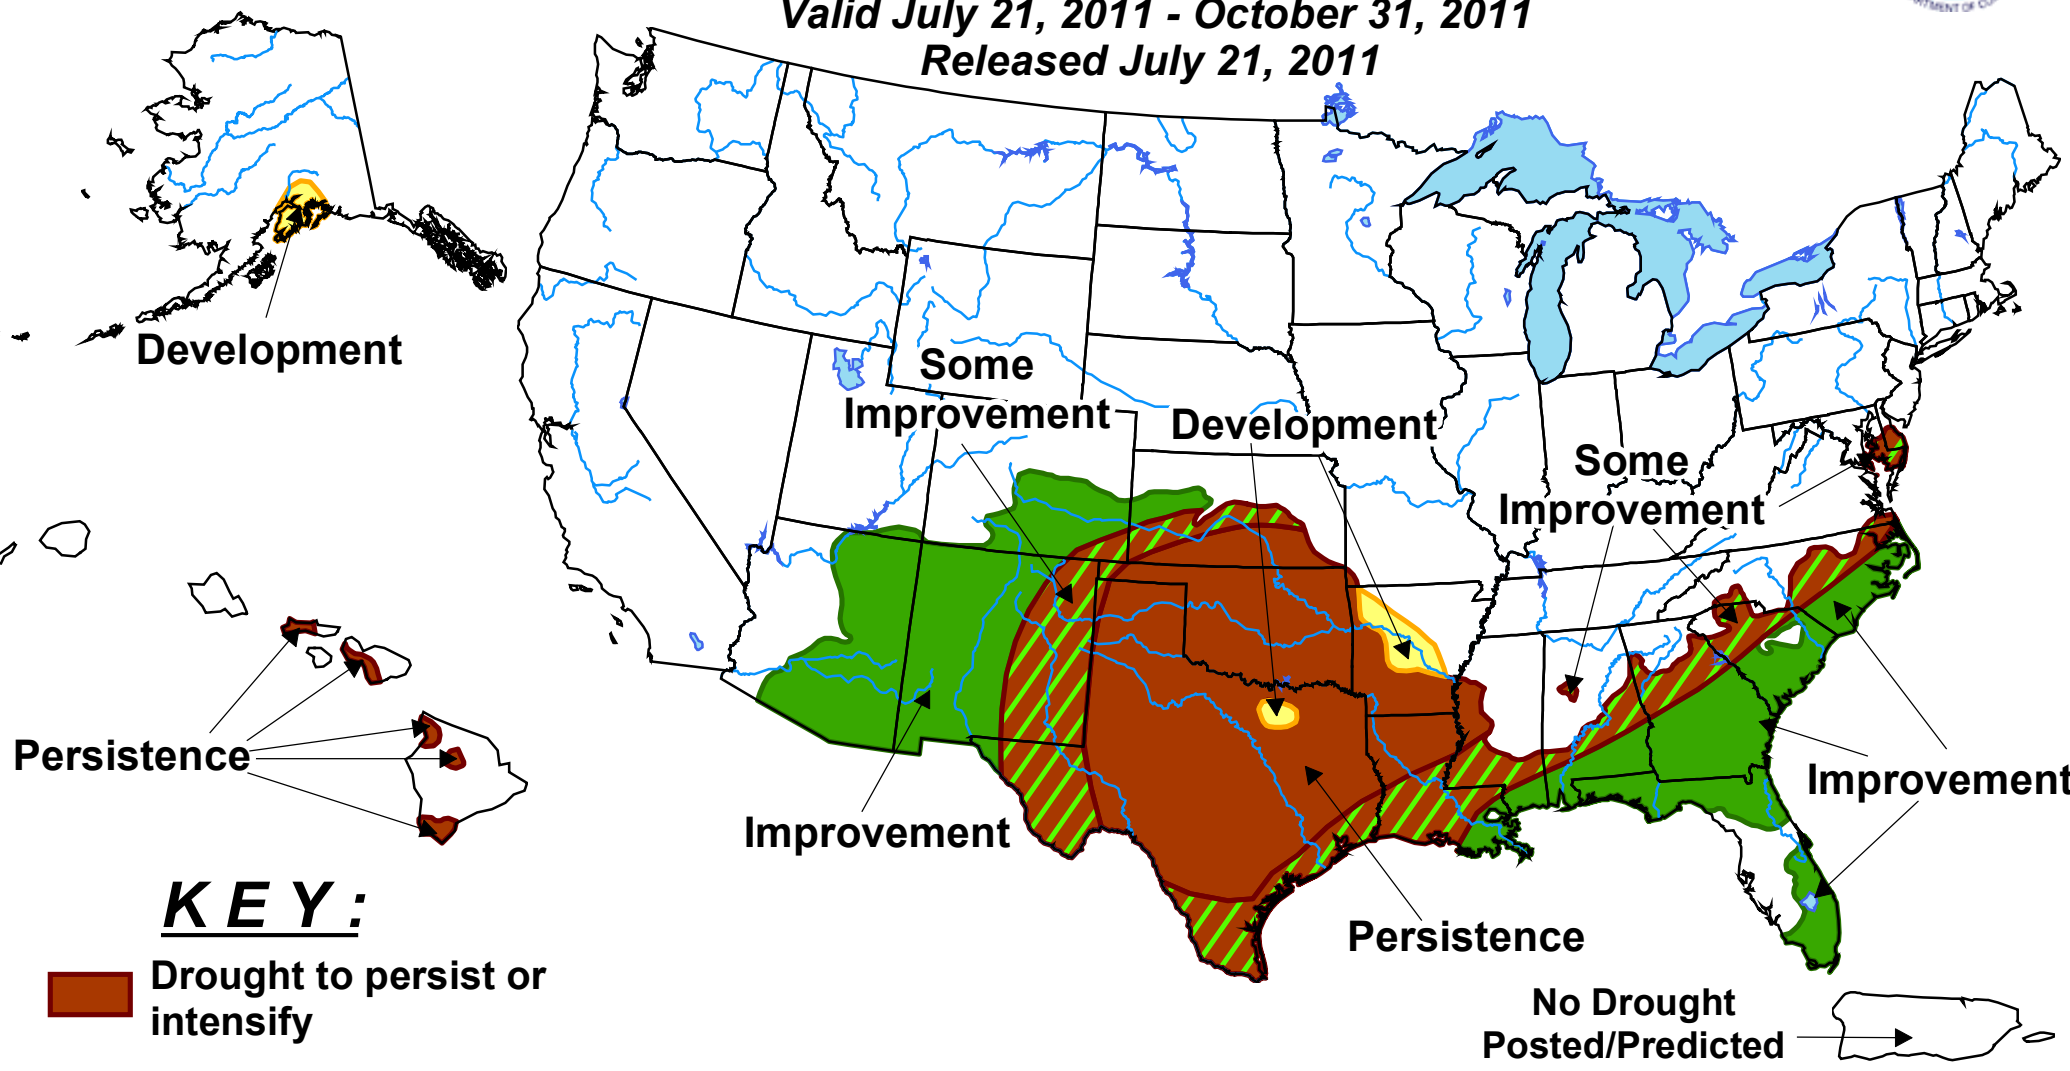 Valid July 21, 2011 - October 31, 2011
Released July 21, 2011
Development
Some
Improvement
Development
Some
Improvement
Persistence
Improvement
Improvement
Persistence
KEY:
Drought to persist or
intensify
No Drought
Posted/Predicted